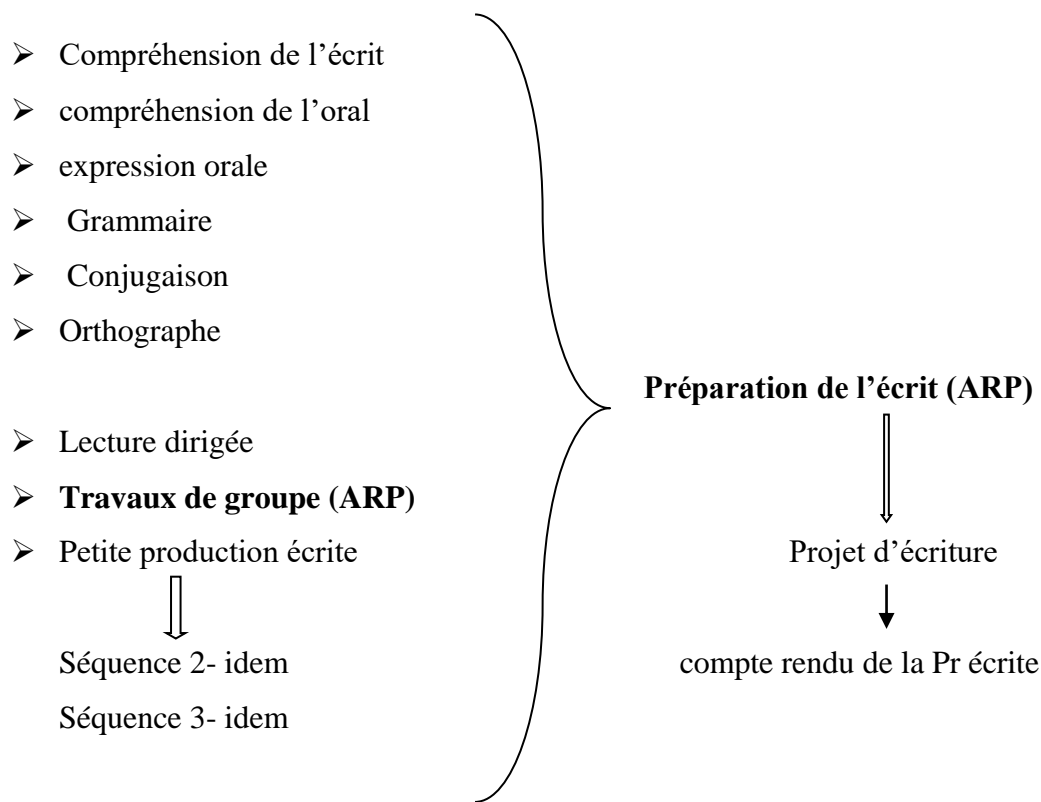 Compréhension de l’écrit
compréhension de l’oral
expression orale
Grammaire
Conjugaison
Orthographe
Lecture dirigée
Travaux de groupe (ARP)
Petite production écrite
Séquence 2- idem
Séquence 3- idem
Préparation de l’écrit (ARP)
Projet d’écriture
compte rendu de la Pr écrite